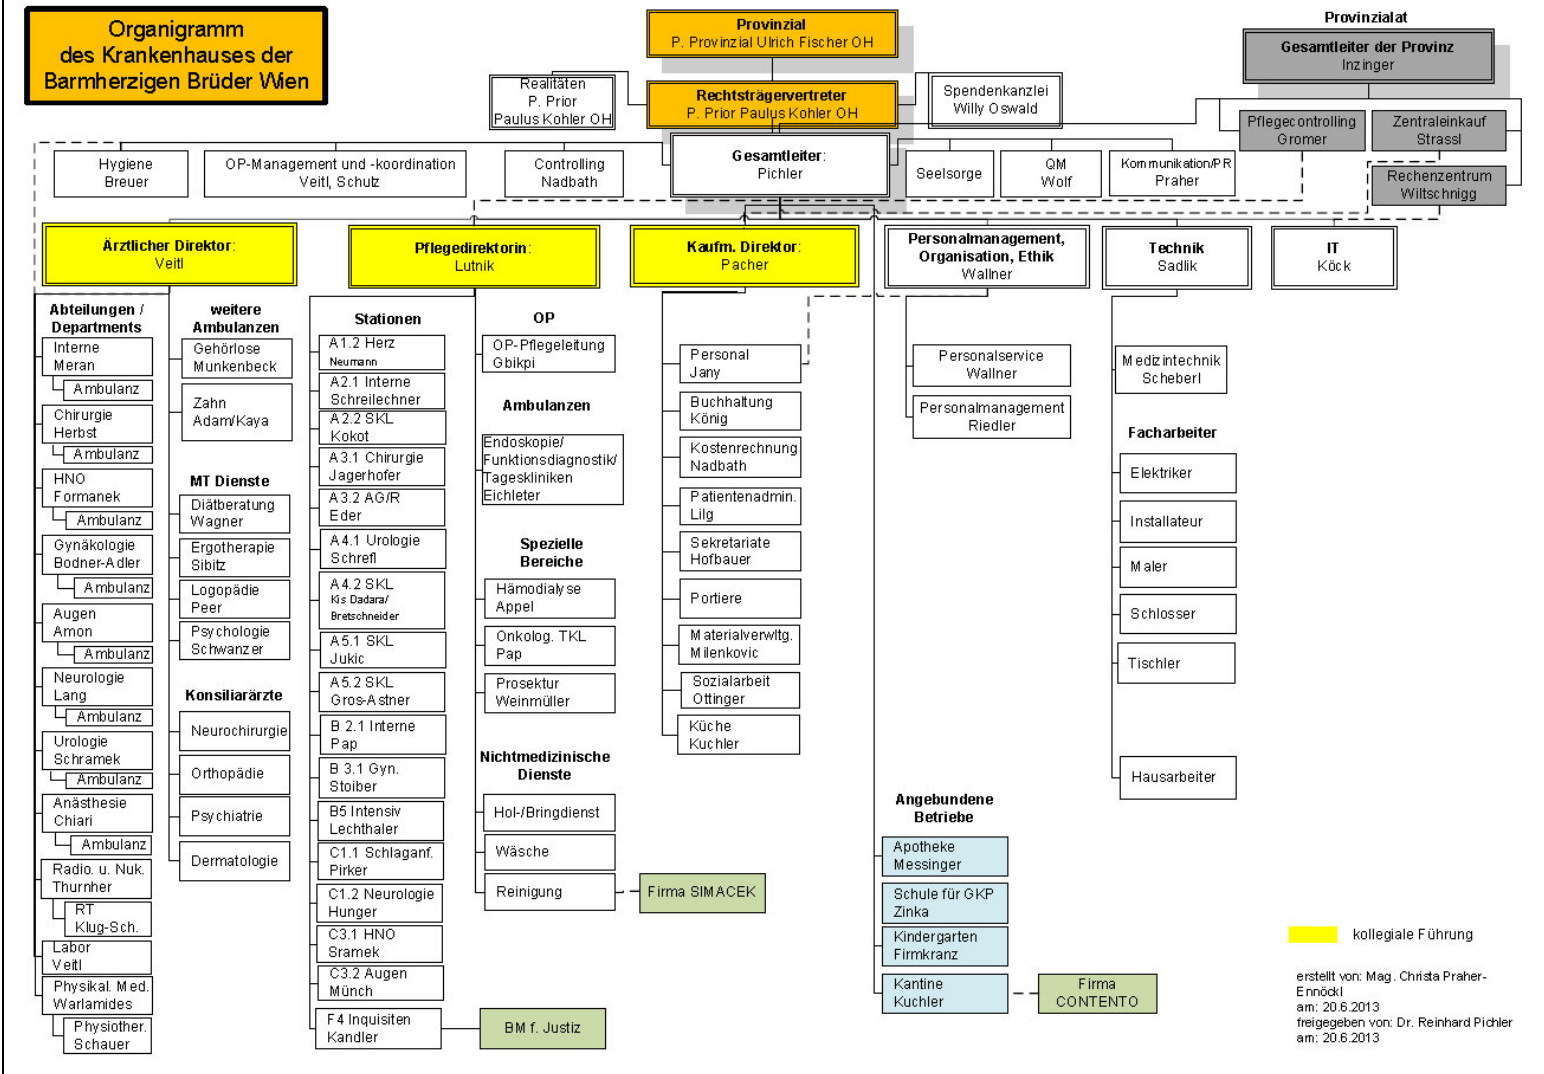 Organigramm
des Krankenhauses der
Barmherzigen Brüder Wien
Provinzial
P. Provinzial Ulrich Fischer OH
Provinzialat
Gesamtleiter der Provinz
Inzinger
Realitäten
P. Prior
Paulus Kohler OH
Rechtsträgervertreter
P. Prior Paulus Kohler OH
Spendenkanzlei
Willy Oswald
Pflegecontrolling
Gromer
Zentraleinkauf
Strassl
Rechenzentrum
Wiltschnigg
Hygiene
Breuer
OP-Management und -koordination
Veitl, Schutz
Controlling
Nadbath
Gesamtleiter:
Pichler
Seelsorge
QM
Wolf
Kommunikation/PR
Praher
Ärztlicher Direktor:
Veitl
Pflegedirektorin:
Lutnik
Kaufm. Direktor:
Pacher
Personalmanagement,
Organisation, Ethik
Wallner
Technik
Sadlik
IT
Köck
Abteilungen /
Departments
Interne
Meran
Ambulanz
Chirurgie
Herbst
Ambulanz
HNO
Formanek
Ambulanz
Gynäkologie
Bodner-Adler
Ambulanz
Augen
Amon
Ambulanz
Neurologie
Lang
Ambulanz
Urologie
Schramek
Ambulanz
Anästhesie
Chiari
Ambulanz
Radio. u. Nuk.
Thurnher
RT
Klug-Sch.
Labor
Veitl
Physikal. Med.
Warlamides
Physiother.
Schauer
weitere
Ambulanzen
Gehörlose
Munkenbeck
Zahn
Adam/Kaya
MT Dienste
Diätberatung
Wagner
Ergotherapie
Sibitz
Logopädie
Peer
Psychologie
Schwanzer
Konsiliarärzte
Neurochirurgie
Orthopädie
Psychiatrie
Dermatologie
Stationen
A1.2 Herz
Neumann
A2.1 Interne
Schreilechner
A2.2 SKL
Kokot
A3.1 Chirurgie
Jagerhofer
A3.2 AG/R
Eder
A4.1 Urologie
Schrefl
A4.2 SKL
Kis Dadara/
Bretschneider
A5.1 SKL
Jukic
A5.2 SKL
Gros-Astner
B 2.1 Interne
Pap
B 3.1 Gyn.
Stoiber
B5 Intensiv
Lechthaler
C1.1 Schlaganf.
Pirker
C1.2 Neurologie
Hunger
C3.1 HNO
Sramek
C3.2 Augen
Münch
F4 Inquisiten
Kandler
BM f. Justiz
OP
OP-Pflegeleitung
Gbikpi
Ambulanzen
Endoskopie/
Funktionsdiagnostik/
Tageskliniken
Eichleter
Spezielle
Bereiche
Hämodialyse
Appel
Onkolog. TKL
Pap
Prosektur
Weinmüller
Nichtmedizinische
Dienste
Hol-/Bringdienst
Wäsche
Reinigung
Firma SIMACEK
Personal
Jany
Buchhaltung
König
Kostenrechnung
Nadbath
Patientenadmin.
Lilg
Sekretariate
Hofbauer
Portiere
Materialverwltg.
Milenkovic
Sozialarbeit
Ottinger
Küche
Kuchler
Personalservice
Wallner
Personalmanagement
Riedler
Angebundene
Betriebe
Apotheke
Messinger
Schule für GKP
Zinka
Kindergarten
Firmkranz
Kantine
Kuchler
Firma
CONTENTO
Medizintechnik
Scheberl
Facharbeiter
Elektriker
Installateur
Maler
Schlosser
Tischler
Hausarbeiter
kollegiale Führung
erstellt von: Mag. Christa Praher-
Ennöckl
am: 20.6.2013
freigegeben von: Dr. Reinhard Pichler
am: 20.6.2013